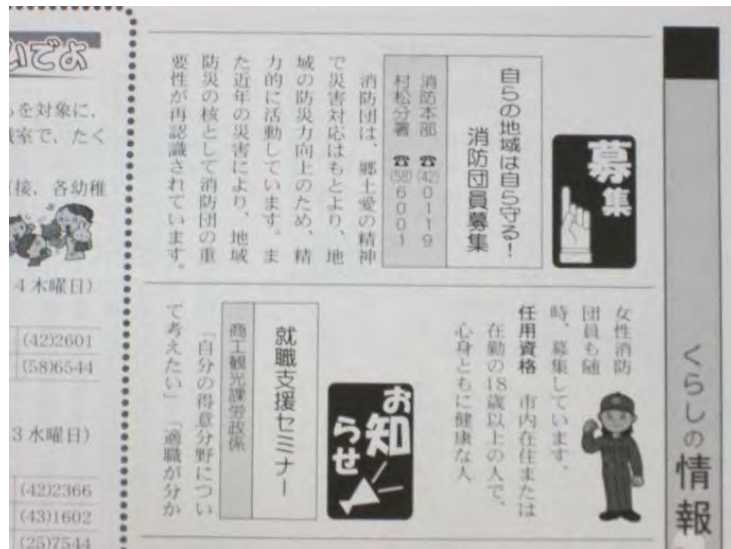 くらしの情報
募集
自らの地域は自ら守る!
消防団員募集
消防本部 ☎(42)0119
村松分署 ☎(58)6001
消防団は、郷土愛の精神
で災害対応はもとより、地
域の防災力向上のため、精
力的に活動しています。ま
た近年の災害により、地域
防災の核として消防団の重
要性が再認識されています。
女性消防
団員も随
時、募集しています。
任用資格 市内在住または
在勤の18歳以上の人で、
心身ともに健康な人
お知らせ
就職支援セミナー
商工観光課労政係
「自分の得意分野につい
て考えたい」「適職が分か
いでよ
を対象に、
室で、たく
接、各幼稚
4木曜日)
(42)2601
(58)6544
3水曜日)
(42)2366
(43)1602
(25)7544